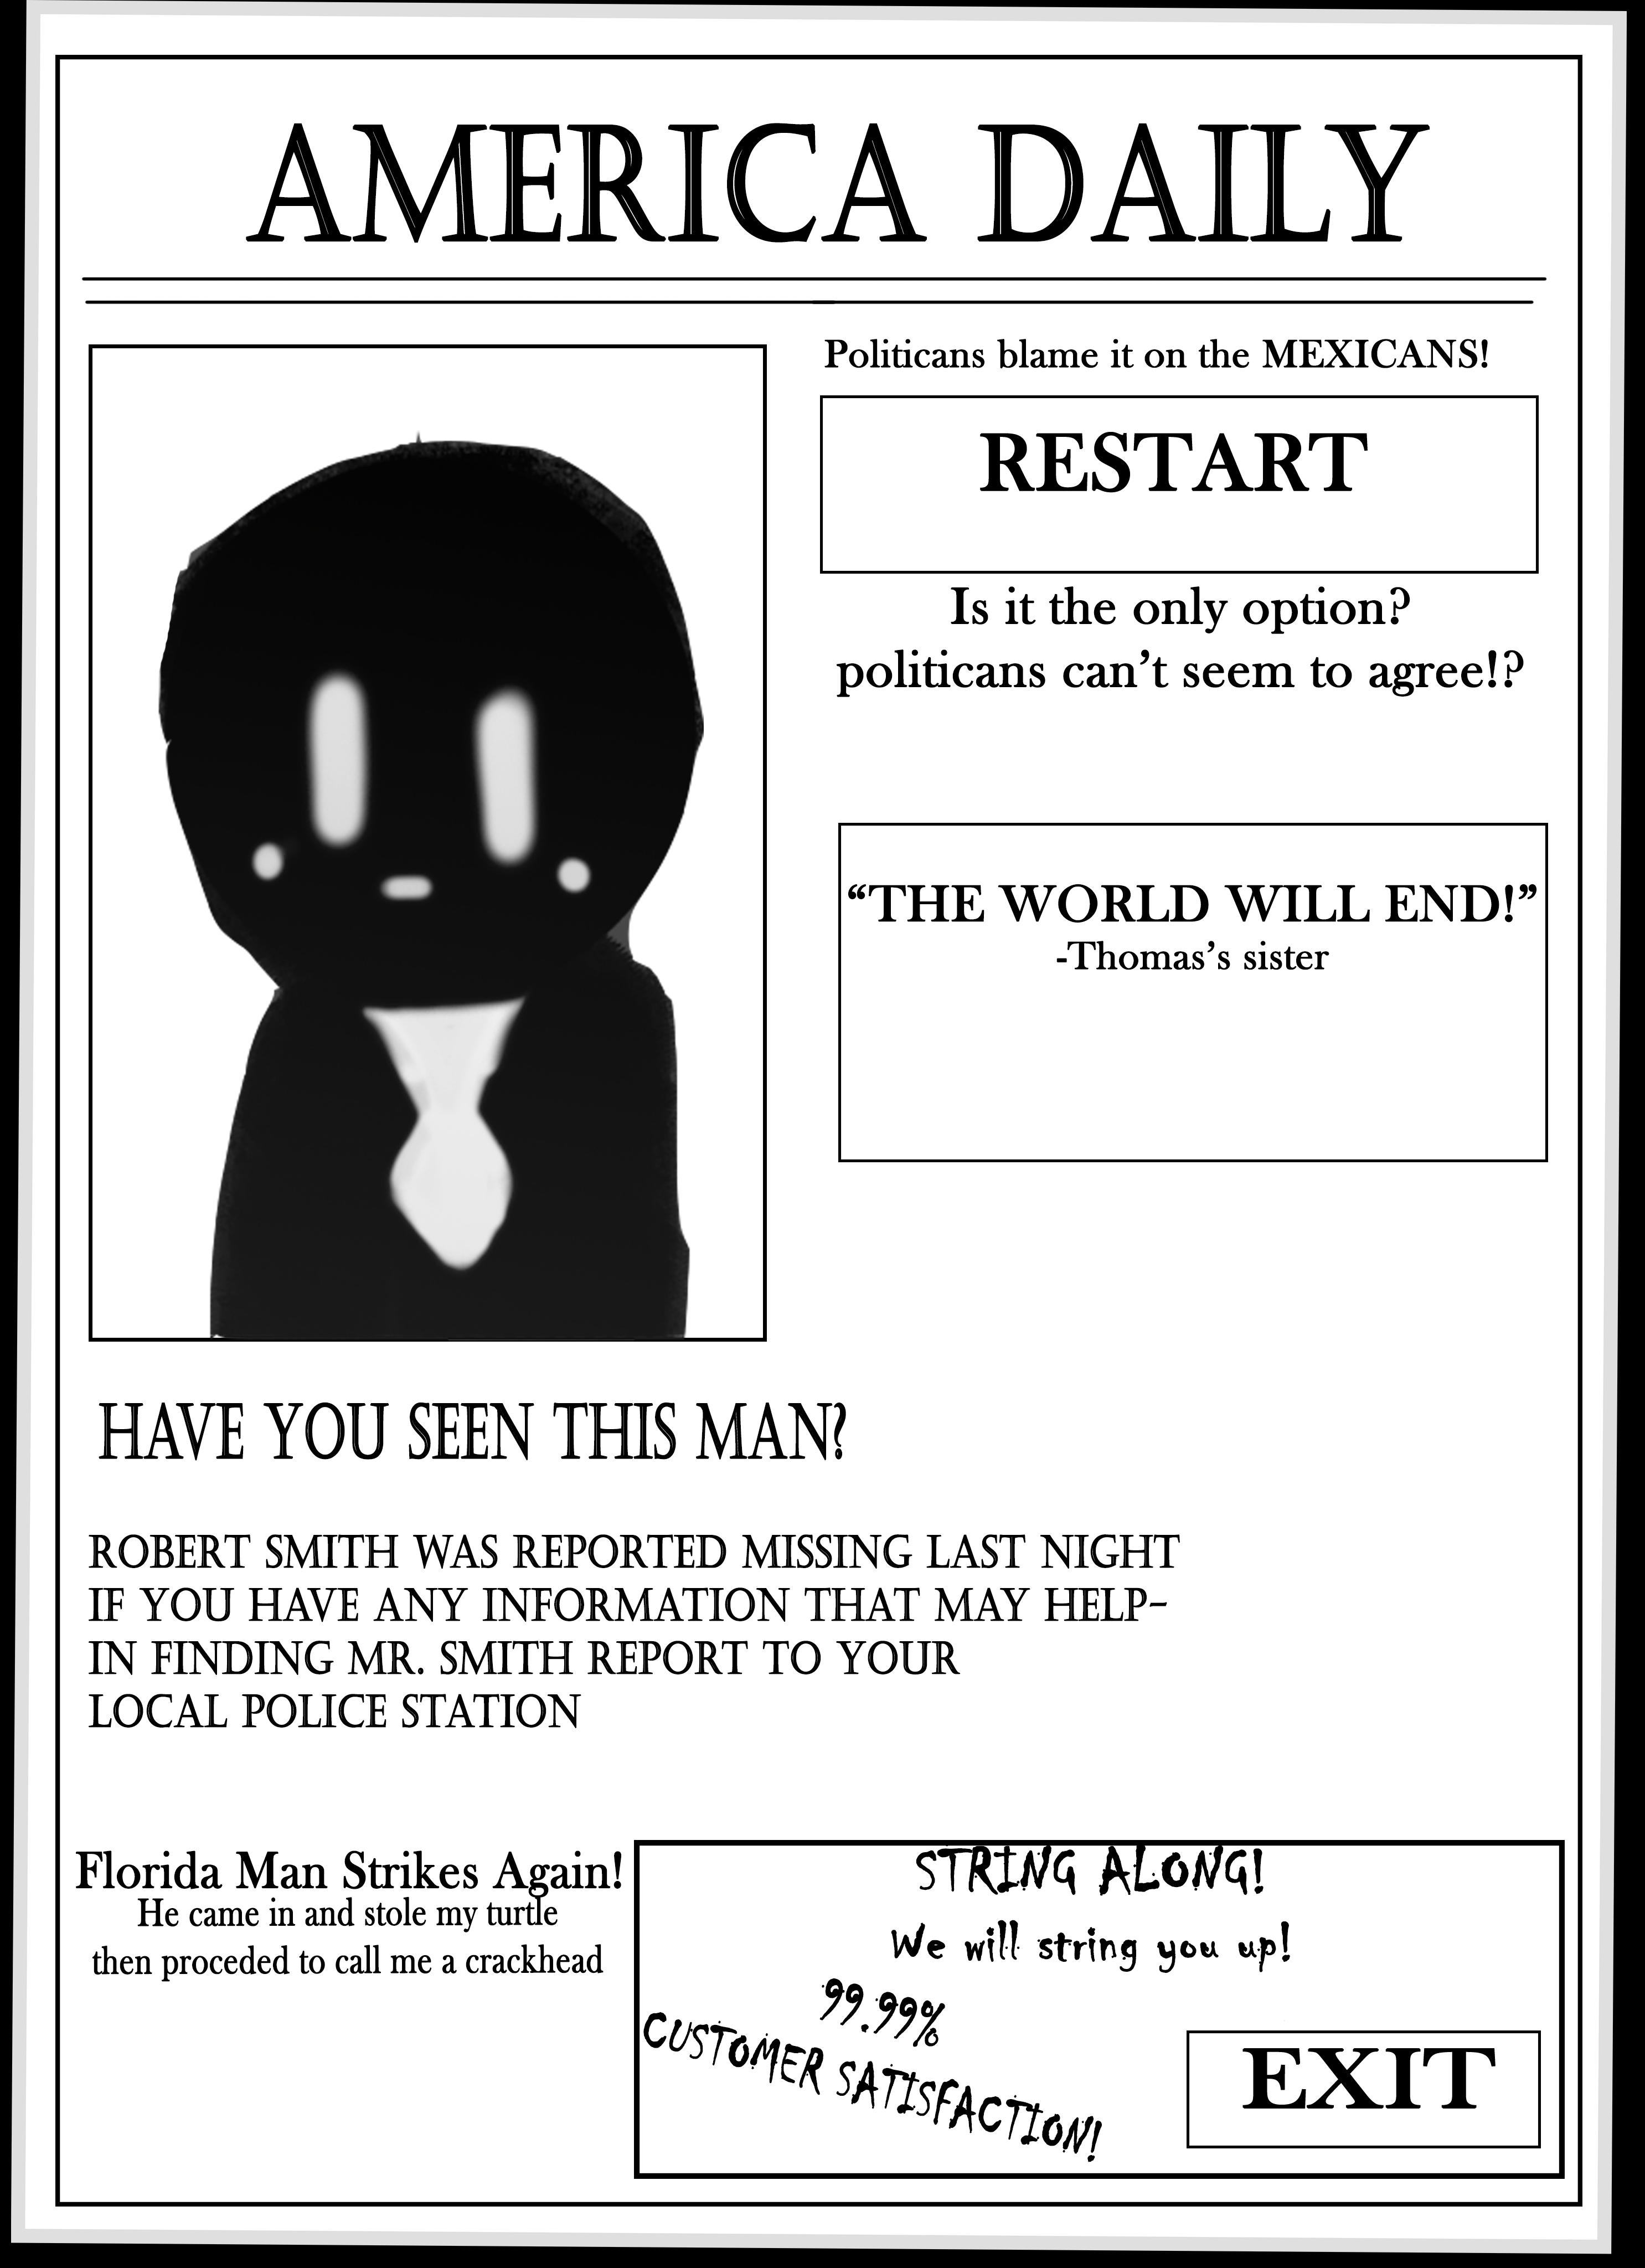 AMERICA DAILY
Politicans blame it on the MEXICANS!
RESTART
Is it the only option?
politicans can't seem to agree!?
“THE WORLD WILL END!”
-Thomas’s sister
HAVE YOU SEEN THIS MAN?
ROBERT SMITH WAS REPORTED MISSING LAST NIGHT
IF YOU HAVE ANY INFORMATION THAT MAY HELP-
IN FINDING MR. SMITH REPORT TO YOUR
LOCAL POLICE STATION
Florida Man Strikes Again!
He came in and stole my turtle
then proceded to call me a crackhead
STRING ALONG!
We will string you up!
99.99%
CUSTOMER SATISFACTION!
EXIT